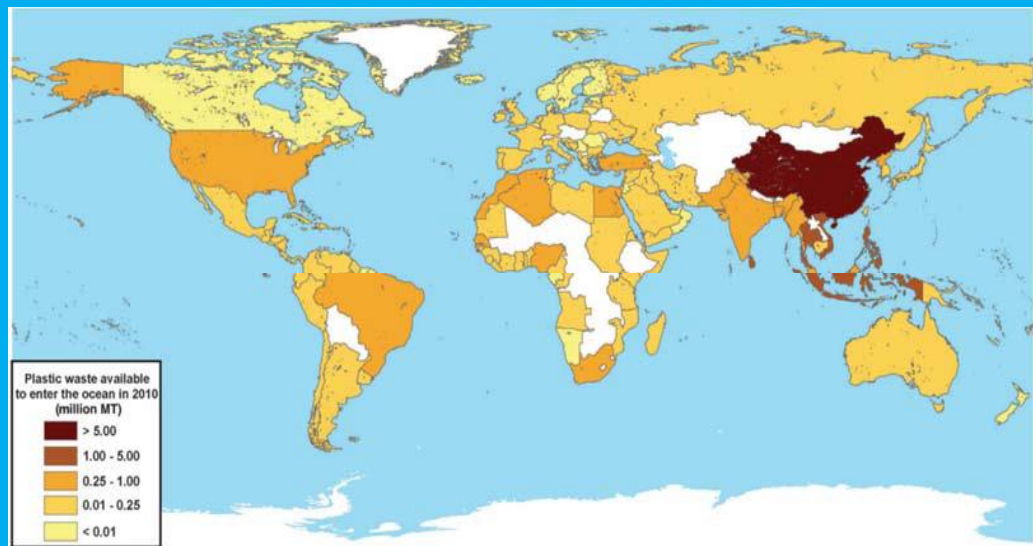 Plastic waste available
to enter the ocean in 2010
(million MT)
> 5.00
1.00 - 5.00
0.25 - 1.00
0.01 - 0.25
< 0.01